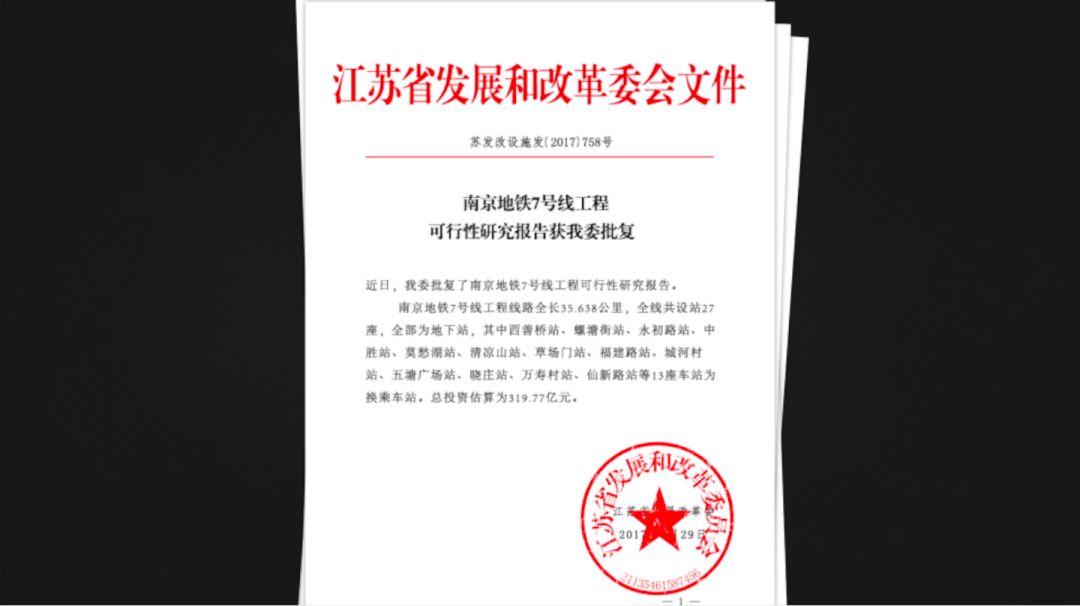 江苏省发展和改革委会文件
苏发改设施发〔2017〕758号
南京地铁7号线工程
可行性研究报告获我委批复
近日，我委批复了南京地铁7号线工程可行性研究报告。
南京地铁7号线工程线路全长35.638公里，全线共设站27
座，全部为地下站，其中西善桥站、螺塘街站、永初路站、中
胜站、莫愁湖站、清凉山站、草场门站、福建路站、城河村
站、五塘广场站、晓庄站、万寿村站、仙新路站等13座车站为
换乘车站。总投资估算为319.77亿元。
江苏省发展和改革委员会
江苏省 展改革委
2017 29日
21135461587456
— 1 —